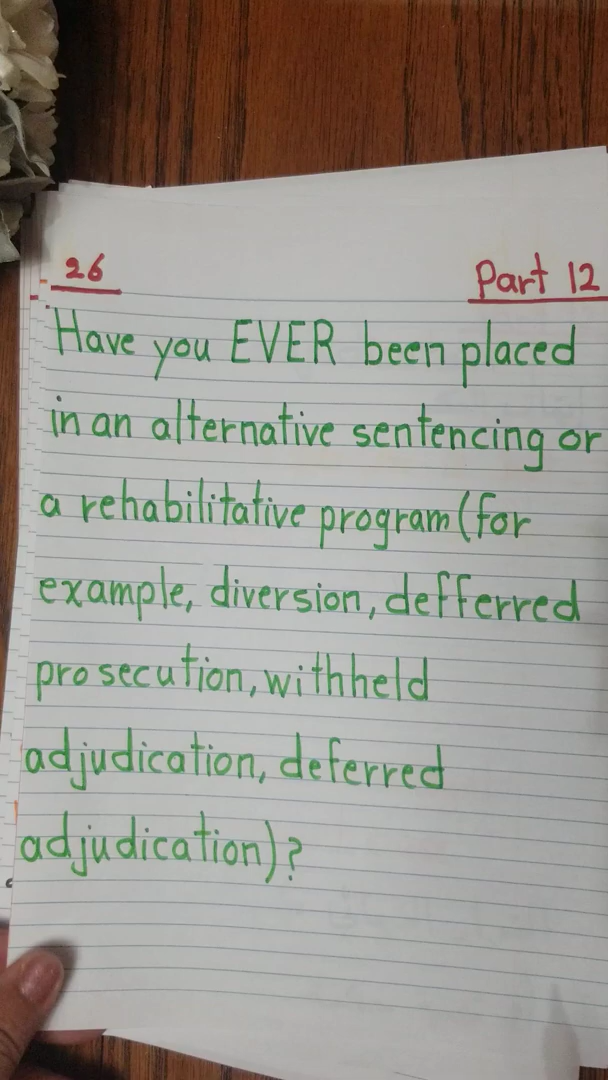 26
Part 12
Have you EVER been placed
in an alternative sentencing or
a rehabilitative program (for
example, diversion, defferred
prosecution, withheld
adjudication, deferred
adjudication)?